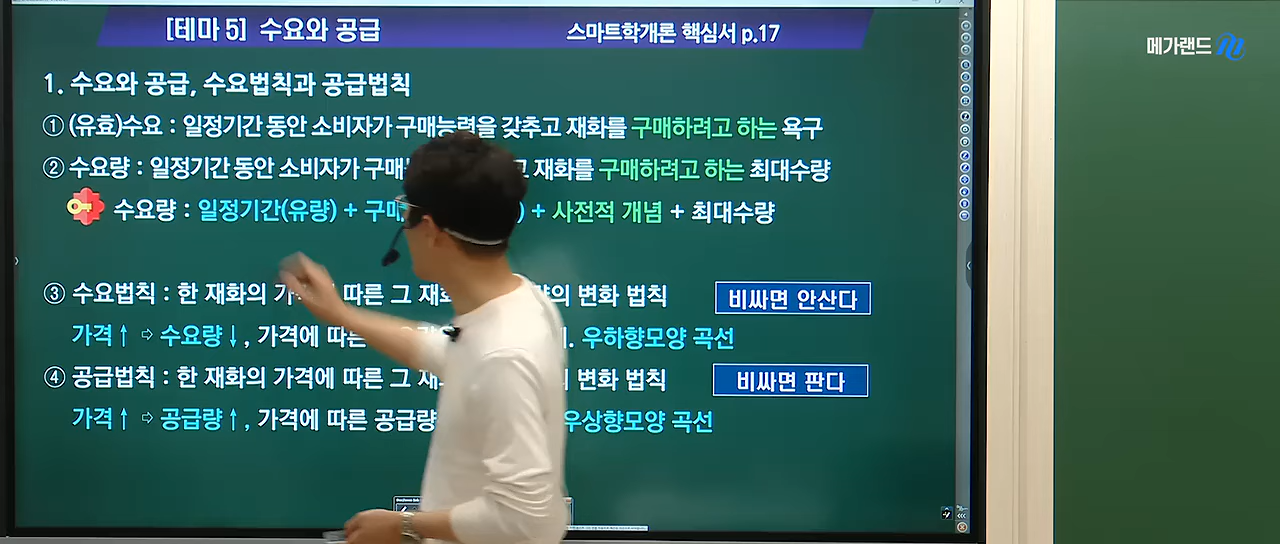 [테마 5] 수요와 공급 스마트학개론 핵심서 p.17
메가랜드
1. 수요와 공급, 수요법칙과 공급법칙
① (유효)수요 : 일정기간 동안 소비자가 구매능력을 갖추고 재화를 구매하려고 하는 욕구
② 수요량 : 일정기간 동안 소비자가 재화를 구매하려고 하는 최대수량
수요량 : 일정기간(유량) + ) + 사전적 개념 + 최대수량
③ 수요법칙 : 한 재화의 따른 그 변화 법칙 비싸면 안산다
가격↑ ⇨ 수요량↓, 가격에 따른 우하향모양 곡선
④ 공급법칙 : 한 재화의 가격에 따른 그 변화 법칙 비싸면 판다
가격↑ ⇨ 공급량↑, 가격에 따른 공급량 우상향모양 곡선